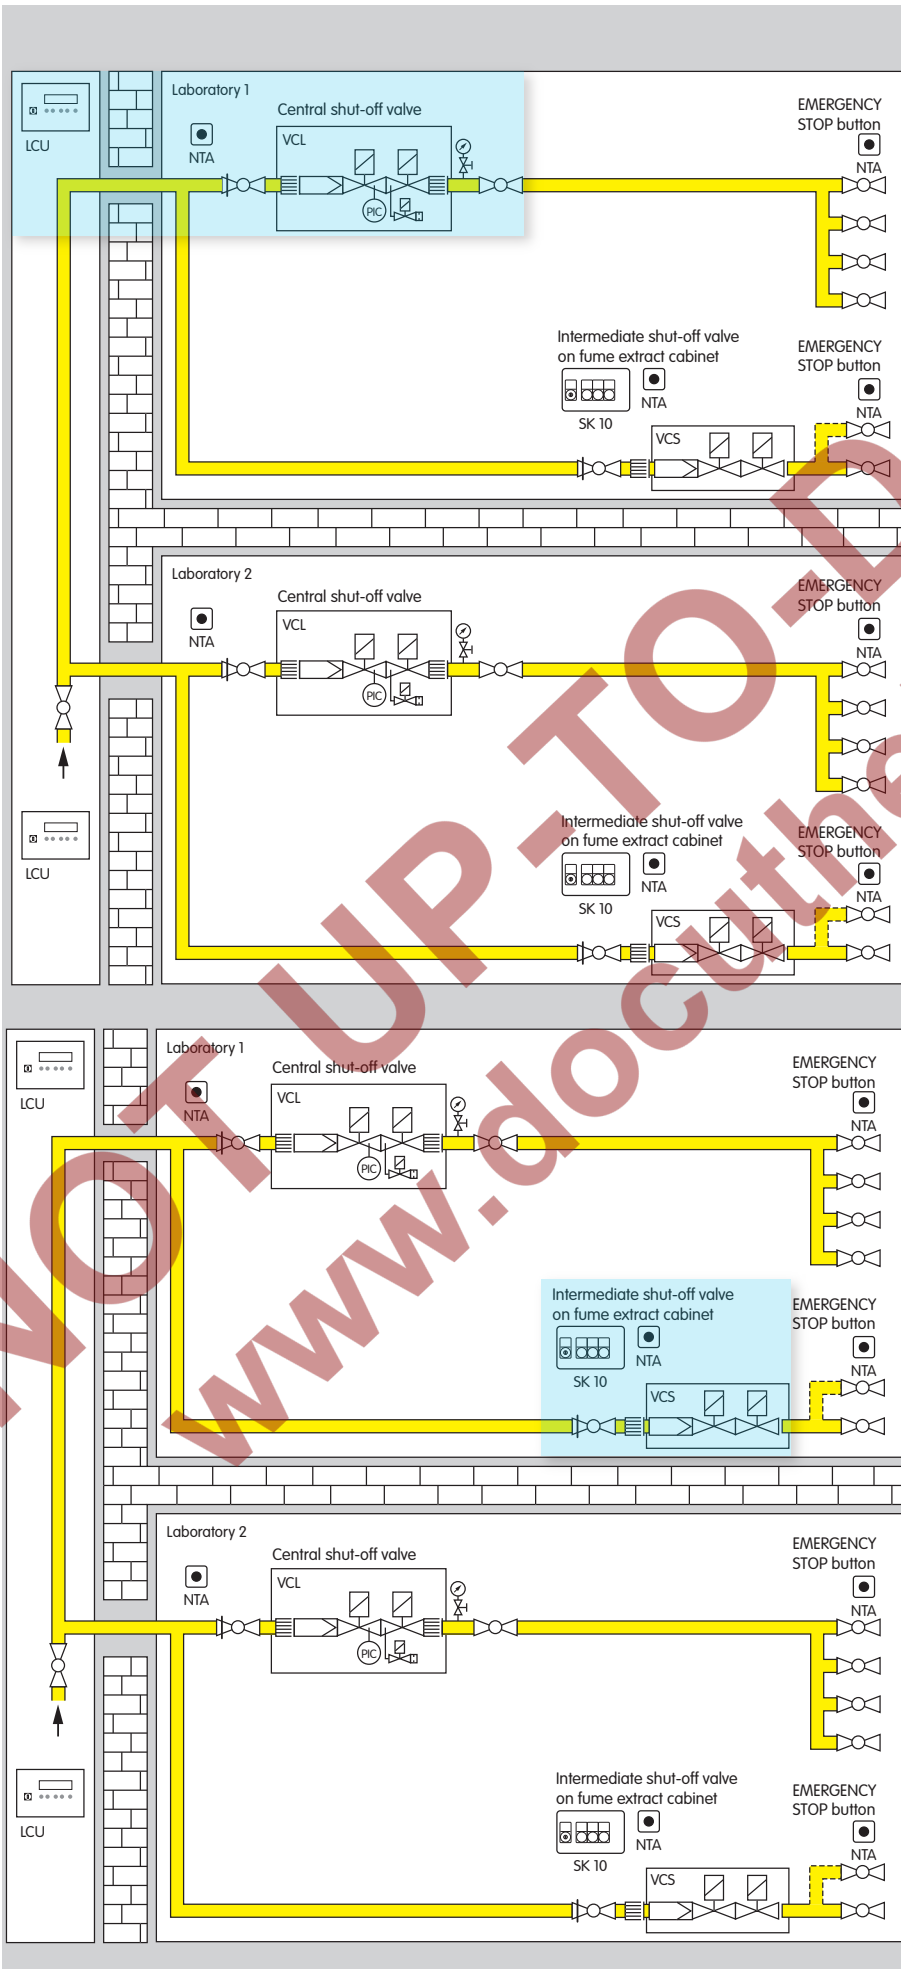 Laboratory 1
Central shut-off valve
EMERGENCY
STOP button
VCL
NTA
LCU
NTA
PIC
Intermediate shut-off valve
on fume extract cabinet
EMERGENCY
STOP button
NTA
SK 10
NTA
VCS
Laboratory 2
Central shut-off valve
EMERGENCY
STOP button
VCL
NTA
NTA
PIC
Intermediate shut-off valve
on fume extract cabinet
EMERGENCY
STOP button
LCU
NTA
SK 10
NTA
VCS
Laboratory 1
Central shut-off valve
EMERGENCY
STOP button
VCL
LCU
NTA
NTA
PIC
Intermediate shut-off valve
on fume extract cabinet
EMERGENCY
STOP button
NTA
SK 10
NTA
VCS
Laboratory 2
Central shut-off valve
EMERGENCY
STOP button
VCL
NTA
NTA
PIC
Intermediate shut-off valve
on fume extract cabinet
EMERGENCY
STOP button
LCU
NTA
SK 10
NTA
VCS
NOT UP-TO-D
www.docuthe